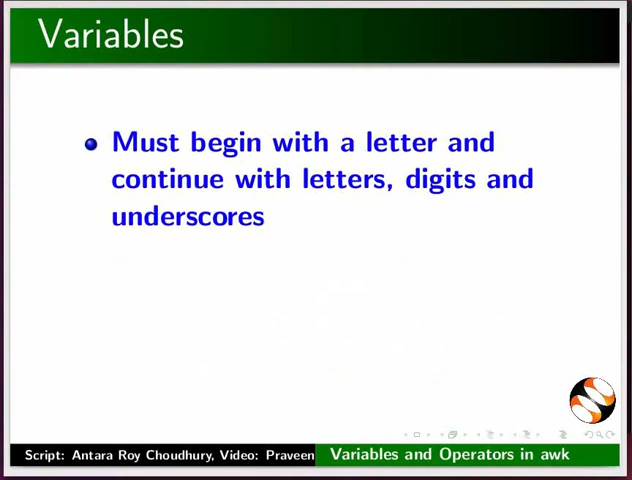 Variables
Must begin with a letter and
continue with letters, digits and
underscores
Script: Antara Roy Choudhury, Video: Praveen
Variables and Operators in awk